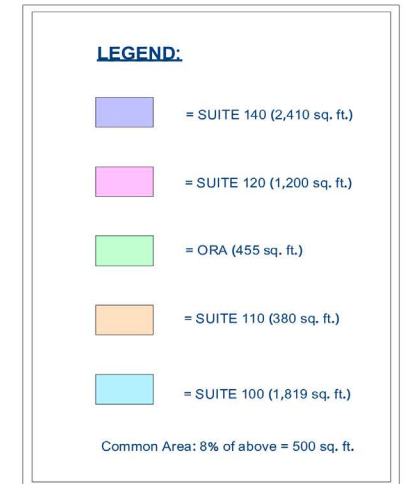 LEGEND:
= SUITE 140 (2,410 sq. ft.)
= SUITE 120 (1,200 sq. ft.)
= ORA (455 sq. ft.)
= SUITE 110 (380 sq. ft.)
= SUITE 100 (1,819 sq. ft.)
Common Area: 8% of above = 500 sq. ft.